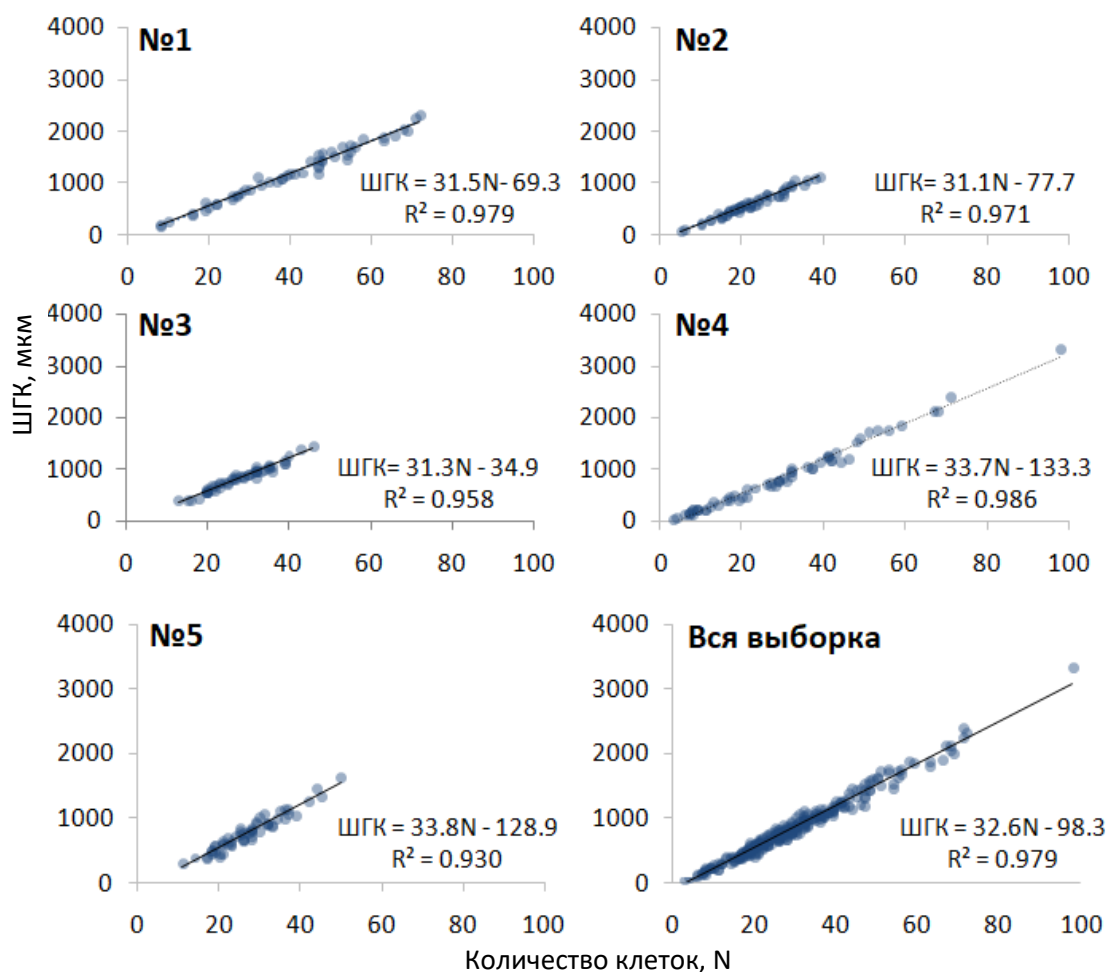 №1
4000
3000
2000
1000
0
ШГК = 31.5N - 69.3
R² = 0.979
0 20 40 60 80 100
№2
4000
3000
2000
1000
0
ШГК= 31.1N - 77.7
R² = 0.971
0 20 40 60 80 100
№3
4000
3000
2000
1000
0
ШГК= 31.3N - 34.9
R² = 0.958
0 20 40 60 80 100
№4
4000
3000
2000
1000
0
ШГК = 33.7N - 133.3
R² = 0.986
0 20 40 60 80 100
№5
4000
3000
2000
1000
0
ШГК = 33.8N - 128.9
R² = 0.930
0 20 40 60 80 100
Вся выборка
4000
3000
2000
1000
0
ШГК = 32.6N - 98.3
R² = 0.979
0 20 40 60 80 100
ШГК, мкм
Количество клеток, N